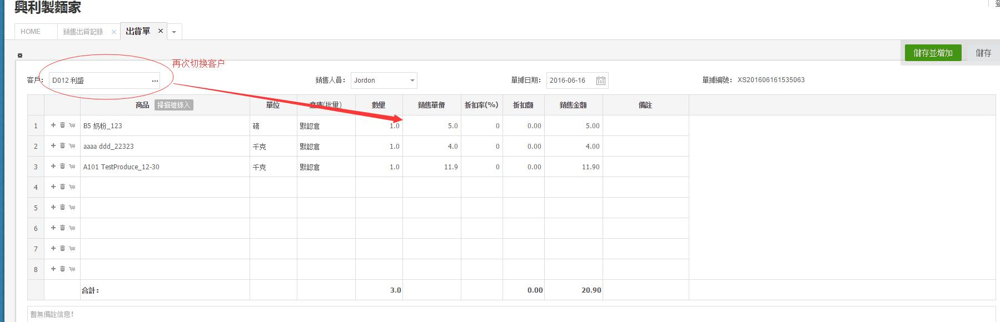 興利製麵家
HOME 銷售出貨記錄 × 出貨單 ×
儲存並增加 儲存
再次切换客户
客戶： D012 利盛 ... 銷售人員： Jordon 單據日期： 2016-06-16 單據編號： XS201606161535063
商品 掃描搶錄入 單位 倉庫(批量) 數量 銷售單價 折扣率(%) 折扣額 銷售金額 備註
1 B5 奶粉_123 磅 默認倉 1.0 5.0 0 0.00 5.00
2 aaaa ddd_22323 千克 默認倉 1.0 4.0 0 0.00 4.00
3 A101 TestProduce_12-30 千克 默認倉 1.0 11.9 0 0.00 11.90
4
5
6
7
8
合計： 3.0 0.00 20.90
暫無備註信息!